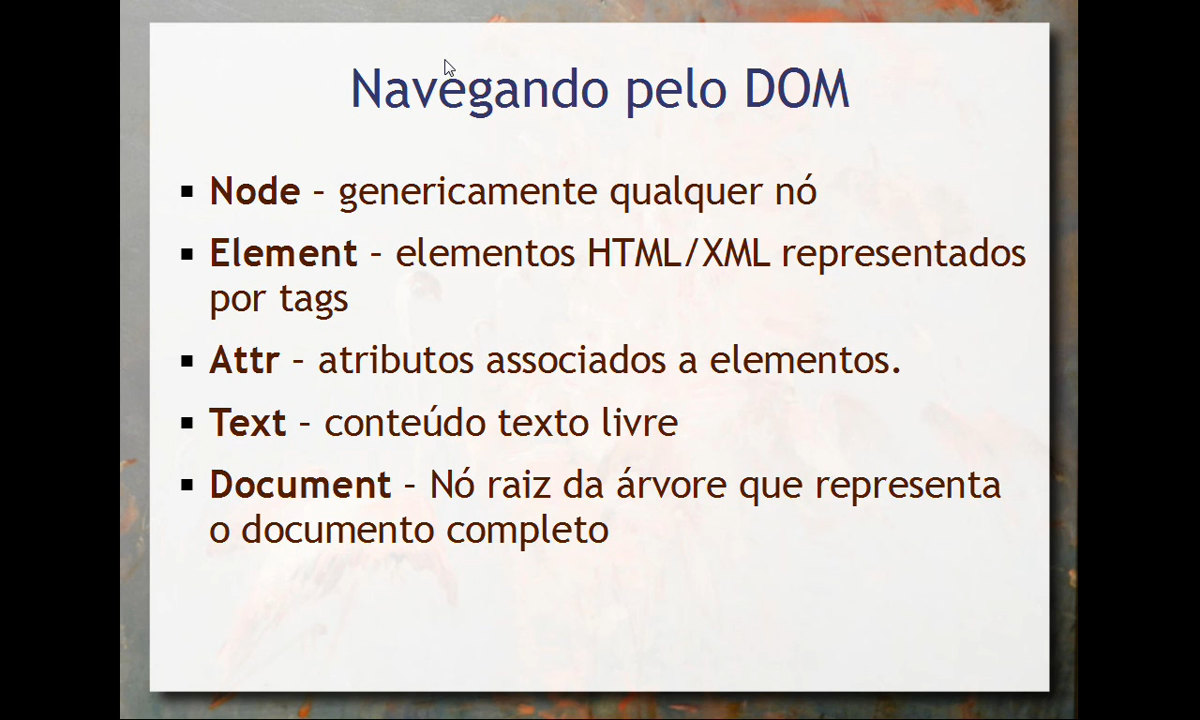 Navegando pelo DOM
▪ Node – genericamente qualquer nó
▪ Element – elementos HTML/XML representados
por tags
▪ Attr – atributos associados a elementos.
▪ Text – conteúdo texto livre
▪ Document – Nó raiz da árvore que representa
o documento completo